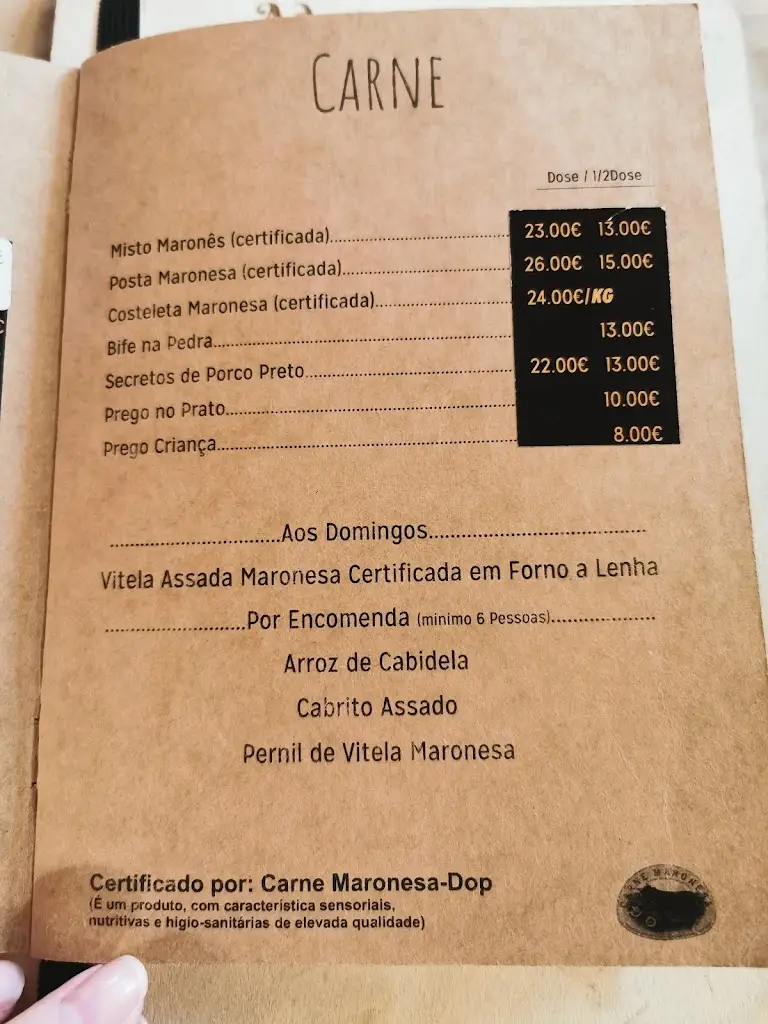 CARNE
Dose / 1/2Dose
Misto Maronês (certificada)................................ 23.00€ 13.00€
Posta Maronesa (certificada)............................... 26.00€ 15.00€
Costeleta Maronesa (certificada)......................... 24.00€/KG
Bife na Pedra......................................................... 13.00€
Secretos de Porco Preto....................................... 22.00€ 13.00€
Prego no Prato...................................................... 10.00€
Prego Criança........................................................ 8.00€
................................Aos Domingos........................................
Vitela Assada Maronesa Certificada em Forno a Lenha
..........................Por Encomenda (minimo 6 Pessoas)....................
Arroz de Cabidela
Cabrito Assado
Pernil de Vitela Maronesa
Certificado por: Carne Maronesa-Dop
(É um produto, com característica sensoriais,
nutritivas e higio-sanitárias de elevada qualidade)